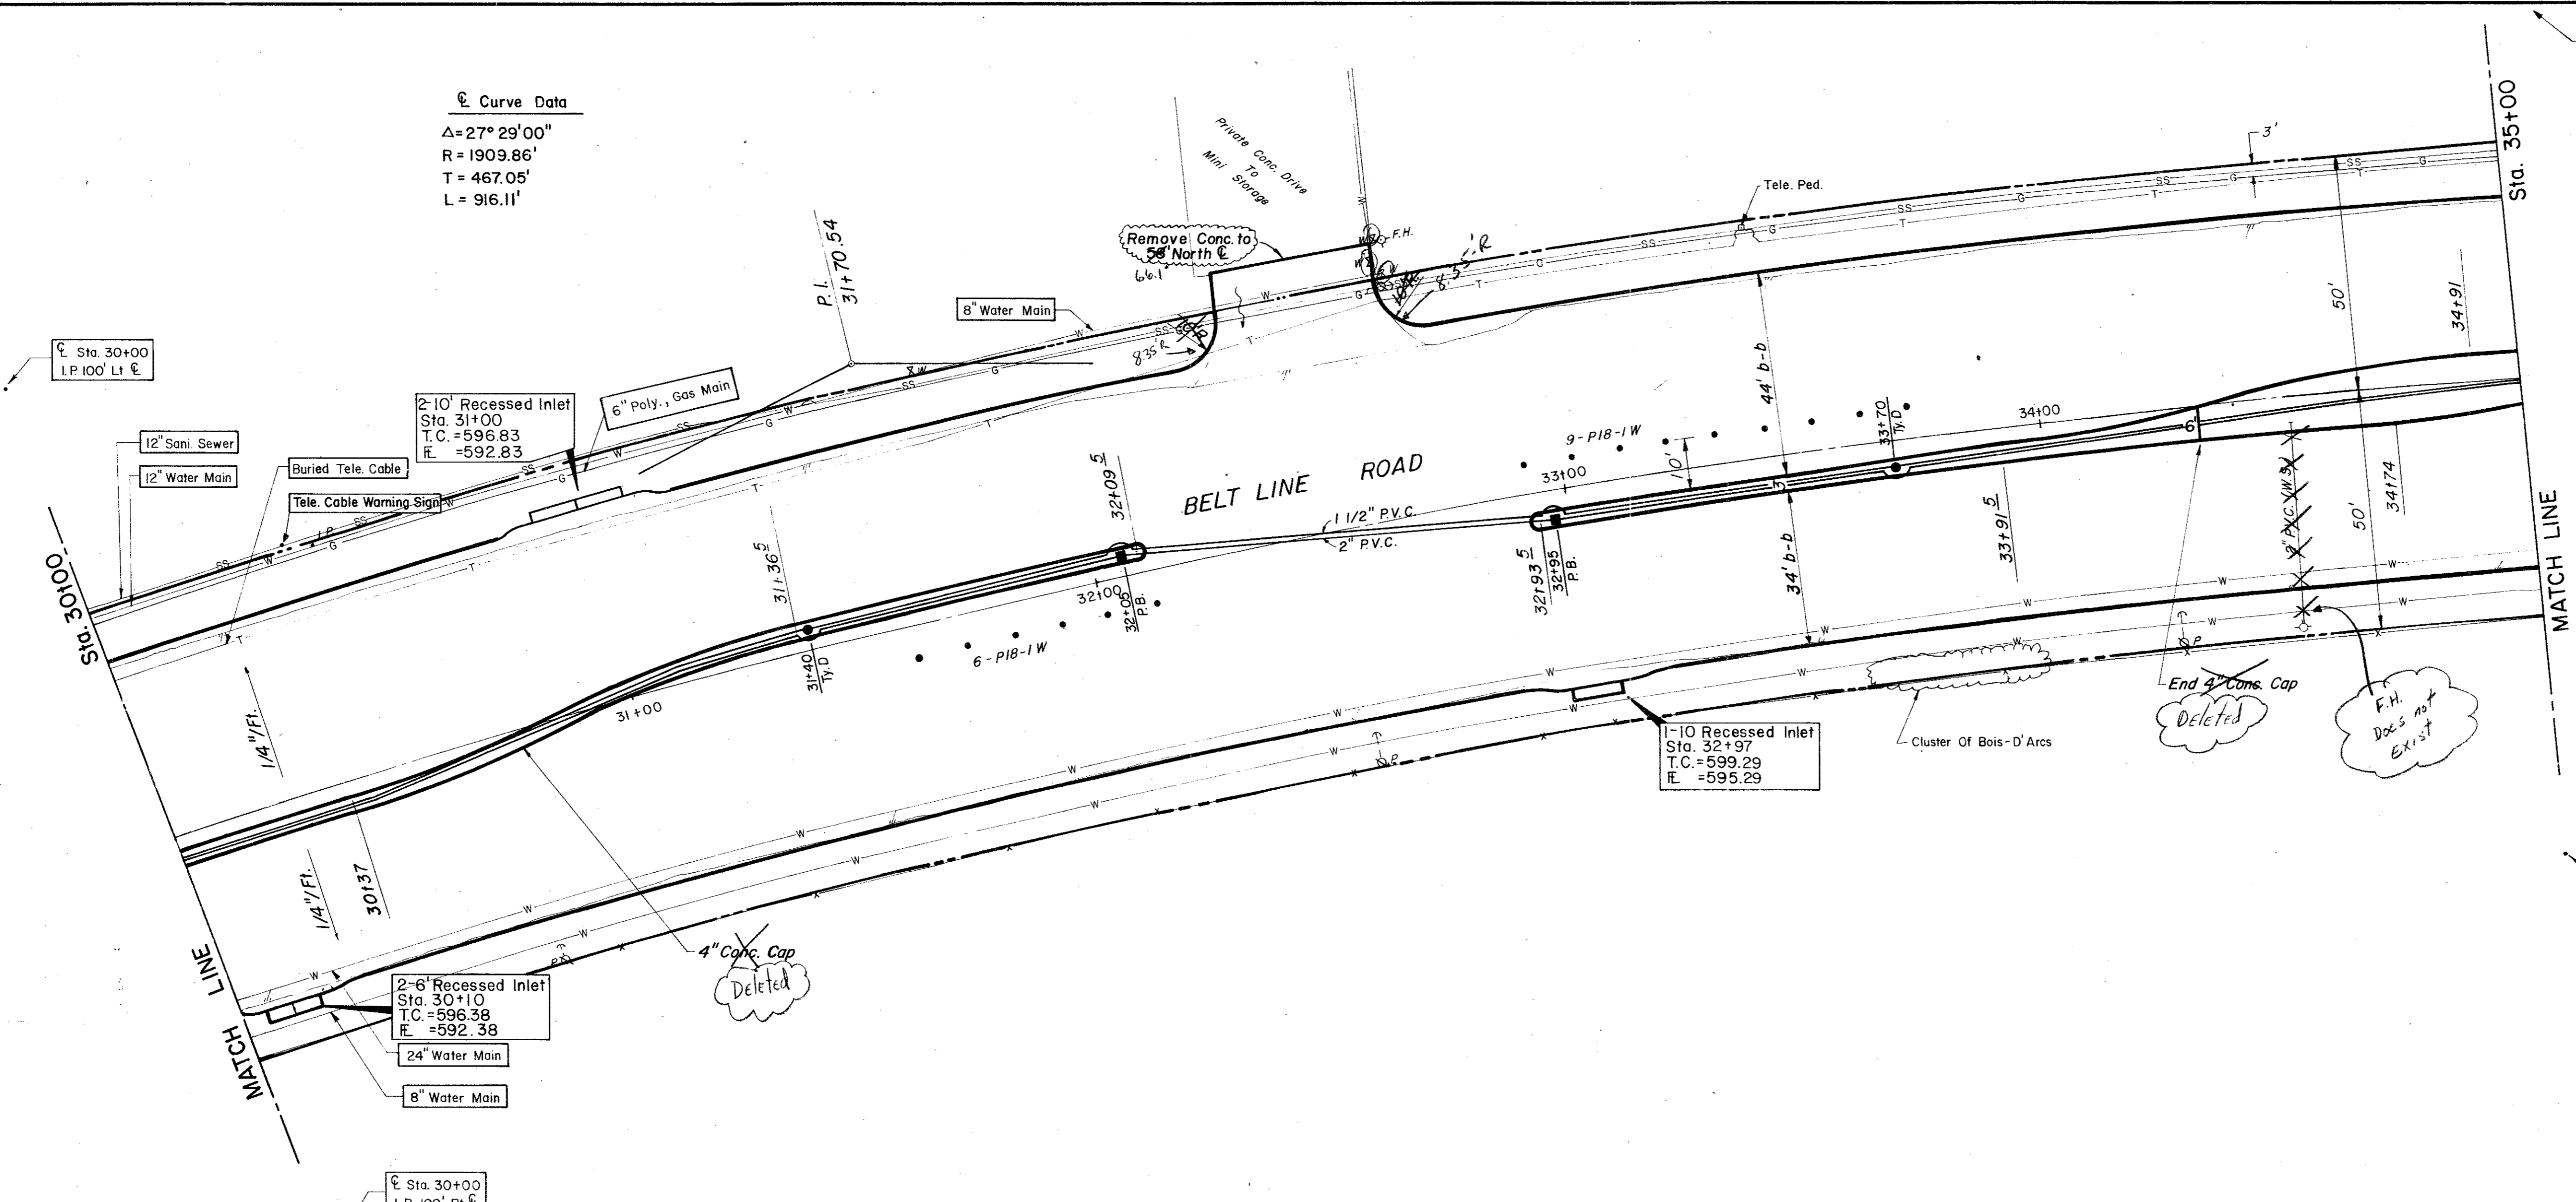 ℄ Curve Data
Δ=27° 29'00"
R = 1909.86'
T = 467.05'
L = 916.11'
P. I.
31+70.54
Private Conc. Drive
To
Mini Storage
Remove Conc. to
58' North ℄
66.1'
F.H.
8.35' R
8.35'R
Tele. Ped.
3'
Sta. 35+00
MATCH LINE
8" Water Main
℄ Sta. 30+00
I.P. 100' Lt ℄
2-10' Recessed Inlet
Sta. 31+00
T.C. =596.83
F̵L =592.83
6" Poly., Gas Main
12" Sani. Sewer
12" Water Main
Buried Tele. Cable
Tele. Cable Warning Sign
I.P.
Sta. 30+00
MATCH LINE
1/4"/Ft.
1/4"/Ft.
30+37
31+00
31+36 5
31+40
Ty. D
32+09 5
32+00
32+05
P.B.
6-P18-1W
BELT LINE ROAD
1 1/2" P.V.C.
2" P.V.C.
9-P18-1W
10'
33+00
32+93 5
32+95
P.B.
44' b-b
34' b-b
3'
33+70
Ty. D
34+00
33+91 5
6'
50'
50'
34+91
34+74
2" P.V.C. (W.S.)
End 4" Conc. Cap
Deleted
F.H.
Does not
Exist
Cluster Of Bois-D'Arcs
1-10 Recessed Inlet
Sta. 32+97
T.C.=599.29
F̵L =595.29
4" Conc. Cap
Deleted
2-6' Recessed Inlet
Sta. 30+10
T.C. =596.38
F̵L =592.38
24" Water Main
8" Water Main
℄ Sta. 30+00